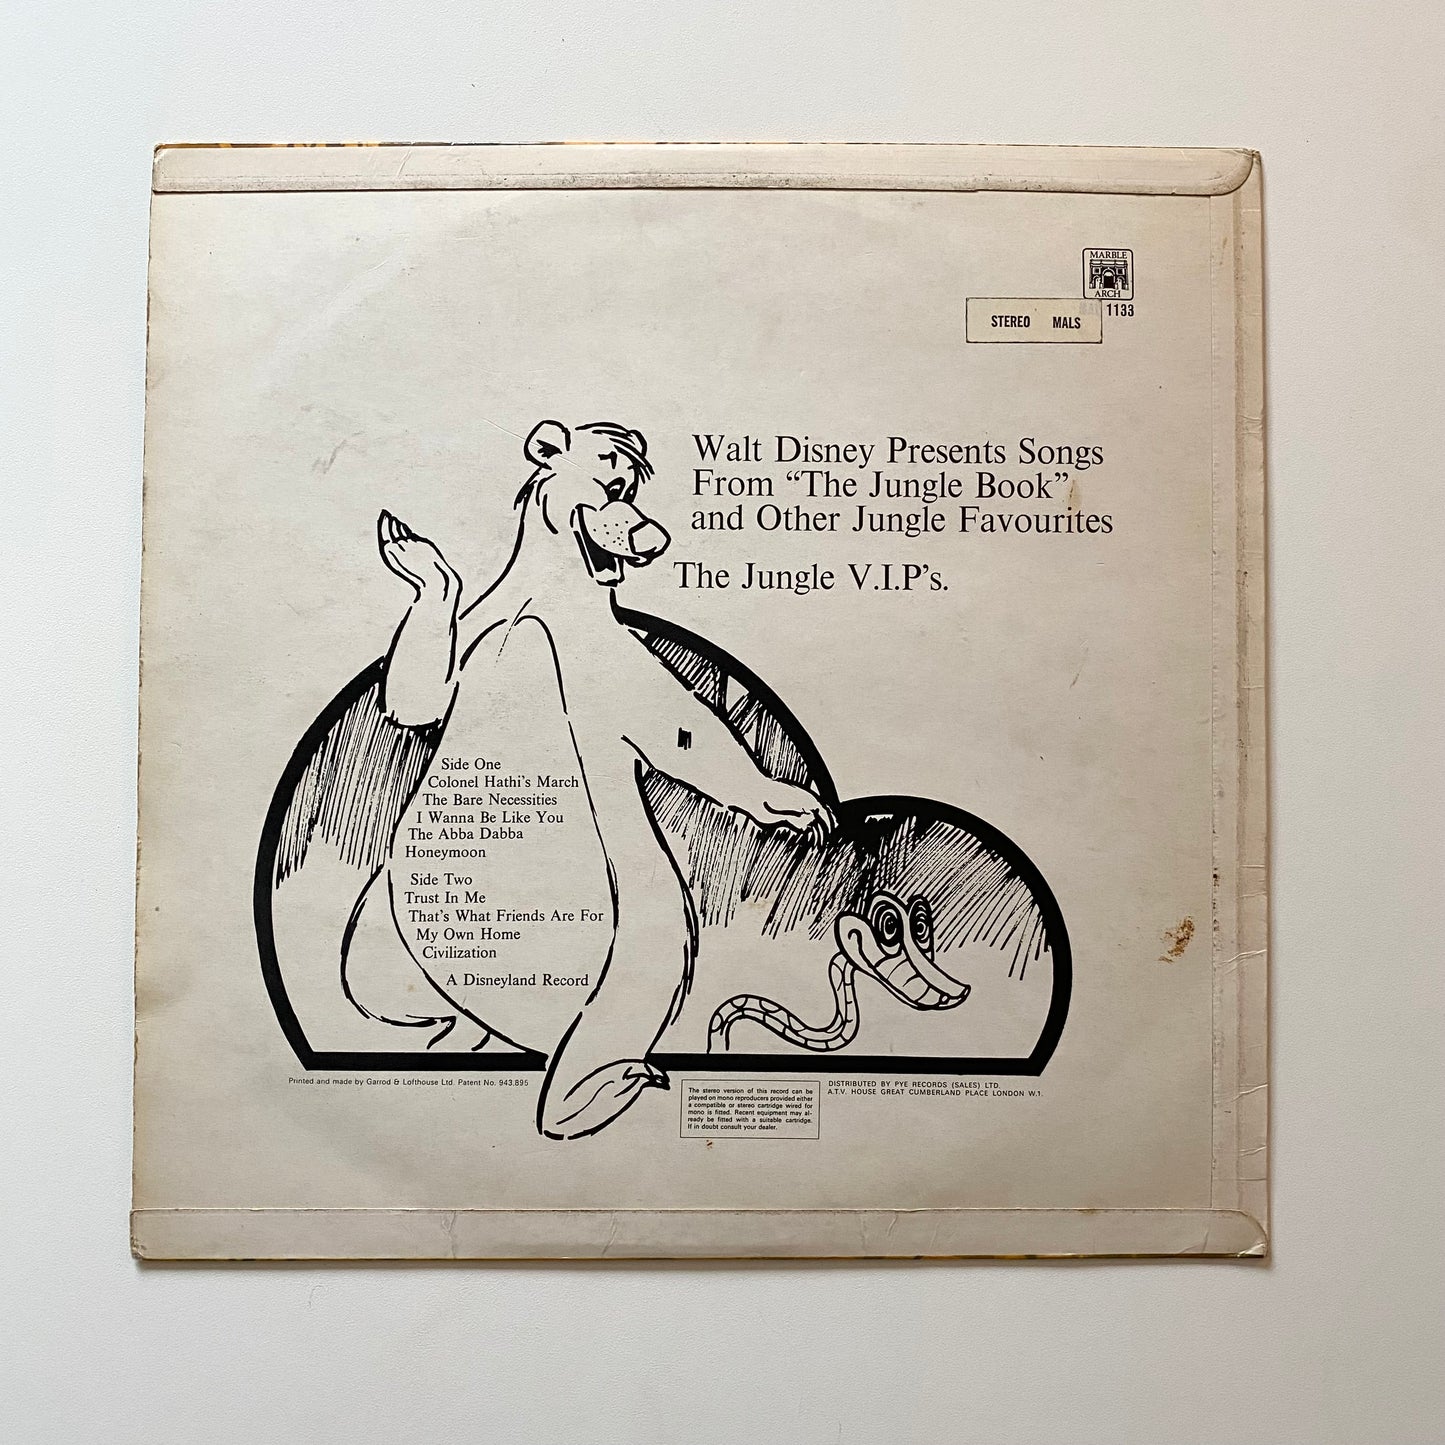 MARBLE
ARCH
1133
STEREO MALS
Walt Disney Presents Songs
From “The Jungle Book”
and Other Jungle Favourites
The Jungle V.I.P’s.
Side One
Colonel Hathi’s March
The Bare Necessities
I Wanna Be Like You
The Abba Dabba
Honeymoon
Side Two
Trust In Me
That’s What Friends Are For
My Own Home
Civilization
A Disneyland Record
Printed and made by Garrod & Lofthouse Ltd. Patent No. 943.895
The stereo version of this record can be
played on mono reproducers provided either
a compatible or stereo cartridge wired for
mono is fitted. Recent equipment may al-
ready be fitted with a suitable cartridge.
If in doubt consult your dealer.
DISTRIBUTED BY PYE RECORDS (SALES) LTD.
A.T.V. HOUSE GREAT CUMBERLAND PLACE LONDON W.1.